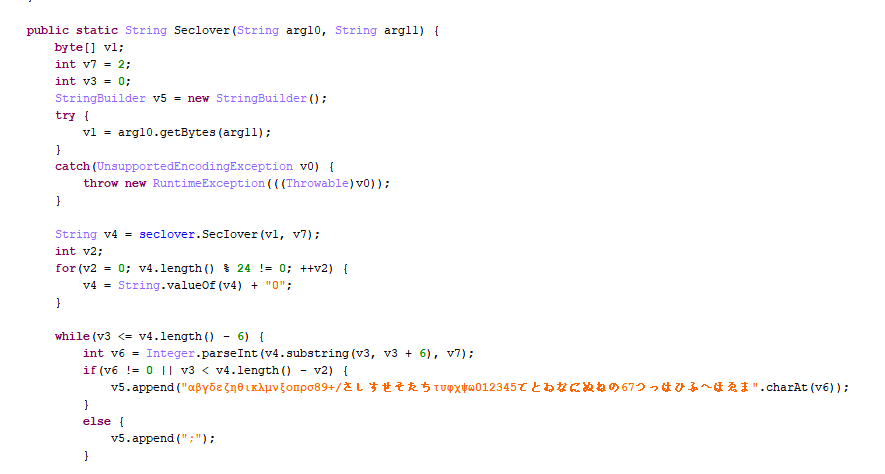 public static String Seclover(String arg10, String arg11) {
byte[] v1;
int v7 = 2;
int v3 = 0;
StringBuilder v5 = new StringBuilder();
try {
v1 = arg10.getBytes(arg11);
}
catch(UnsupportedEncodingException v0) {
throw new RuntimeException(((Throwable)v0));
}
String v4 = seclover.SecIover(v1, v7);
int v2;
for(v2 = 0; v4.length() % 24 != 0; ++v2) {
v4 = String.valueOf(v4) + "0";
}
while(v3 <= v4.length() - 6) {
int v6 = Integer.parseInt(v4.substring(v3, v3 + 6), v7);
if(v6 != 0 || v3 < v4.length() - v2) {
v5.append("αβγδεζηθικλμνξοπρσ89+/さしすせそたちτυφχψω012345てとゐなにぬねの67つっはひふへほゑま".charAt(v6));
}
else {
v5.append(";");
}